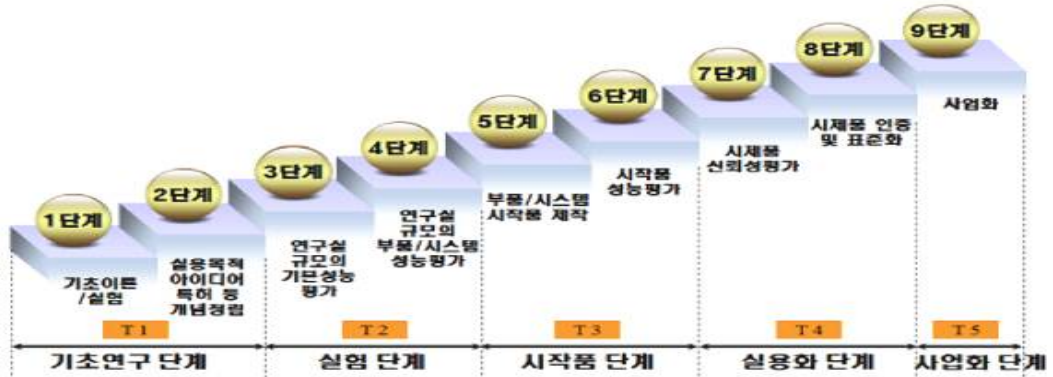 1단계
2단계
3단계
4단계
5단계
6단계
7단계
8단계
9단계
기초이론
/실험
실용목적
아이디어
특허 등
개념정립
연구실
규모의
기본성능
평가
연구실
규모의
부품/시스템
성능평가
부품/시스템
시작품 제작
시작품
성능평가
시제품
신뢰성평가
시제품 인증
및 표준화
사업화
T1
T2
T3
T4
T5
기초연구 단계
실험 단계
시작품 단계
실용화 단계
사업화 단계